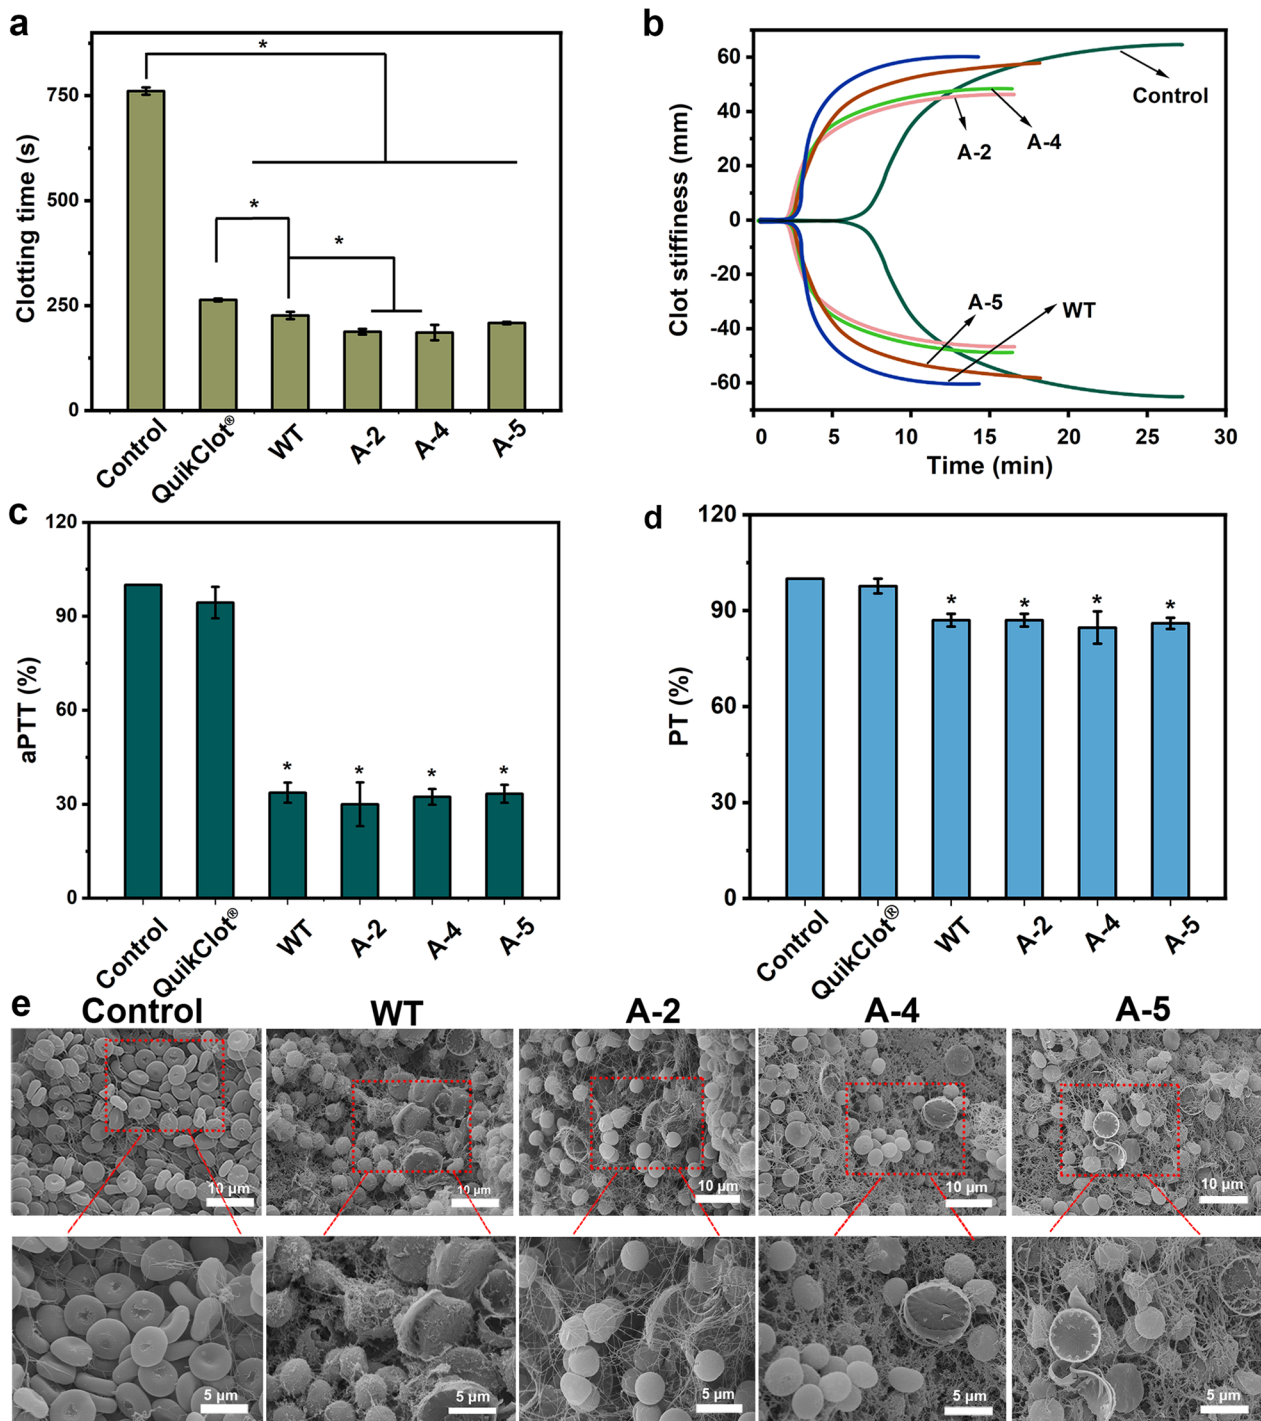 a
Clotting time (s)
750
500
250
0
*
*
*
Control
QuikClot®
WT
A-2
A-4
A-5
b
Clot stiffiness (mm)
60
40
20
0
-20
-40
-60
Control
A-4
A-2
A-5
WT
0 5 10 15 20 25 30
Time (min)
c
aPTT (%)
120
90
60
30
0
* * * *
Control
QuikClot®
WT
A-2
A-4
A-5
d
PT (%)
120
90
60
30
0
* * * *
Control
QuikClot®
WT
A-2
A-4
A-5
e
Control WT A-2 A-4 A-5
10 μm 10 μm 10 μm 10 μm 10 μm
5 μm 5 μm 5 μm 5 μm 5 μm